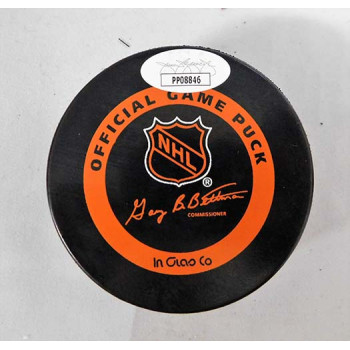 PP08846
OFFICIAL GAME PUCK
NHL
®
Gary B. Bettman
COMMISSIONER
In Glas Co